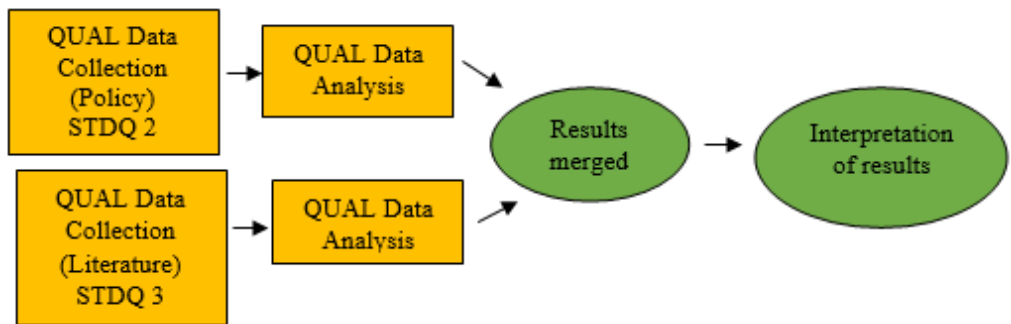 QUAL Data
Collection
(Policy)
STDQ 2
QUAL Data
Analysis
QUAL Data
Collection
(Literature)
STDQ 3
QUAL Data
Analysis
Results
merged
Interpretation
of results